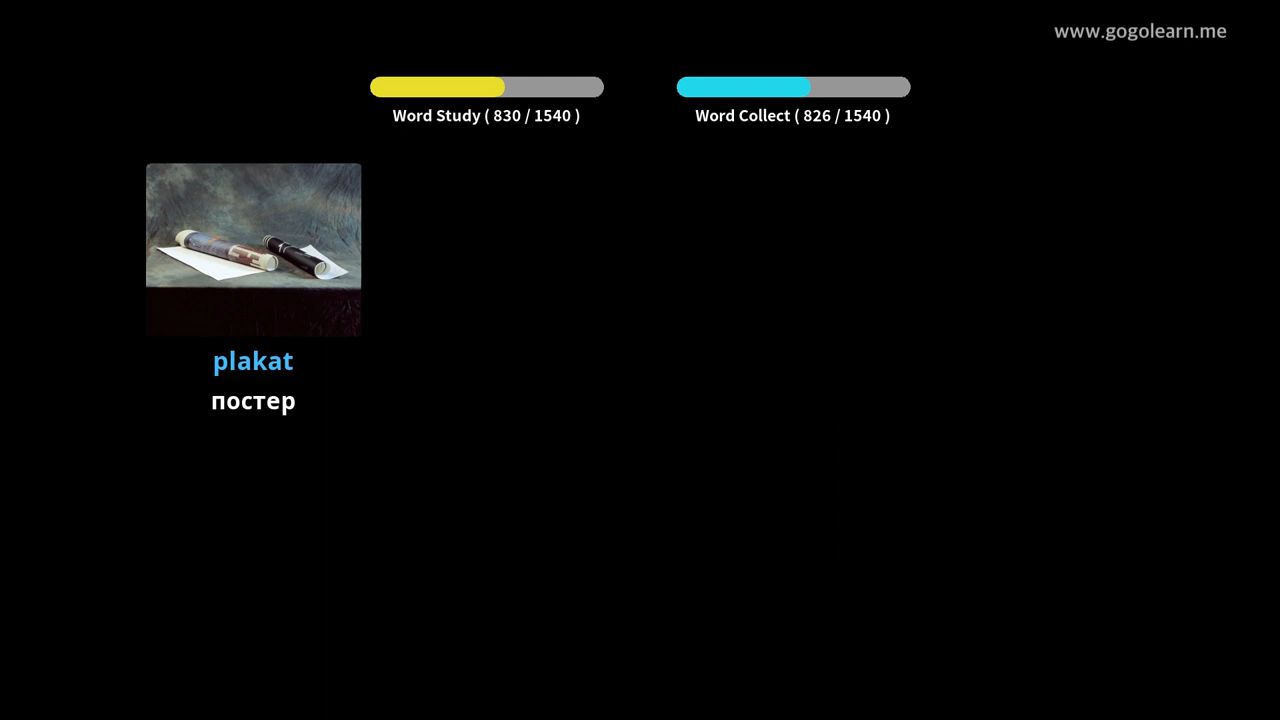 www.gogolearn.me
Word Study ( 830 / 1540 )
Word Collect ( 826 / 1540 )
plakat
постер